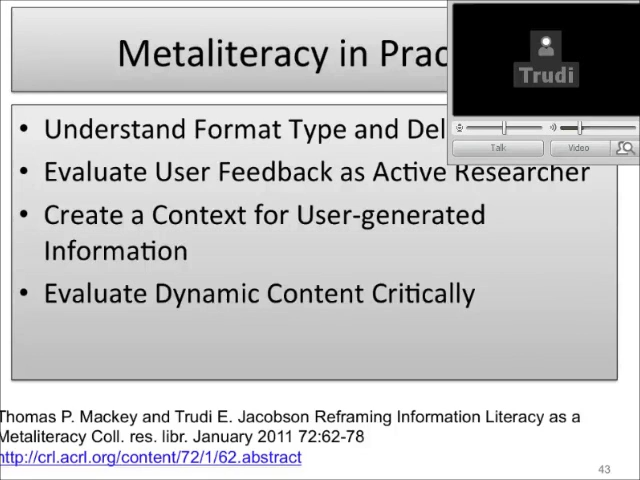 Metaliteracy in Prac
Trudi
Talk
Video
• Understand Format Type and Del
• Evaluate User Feedback as Active Researcher
• Create a Context for User-generated
Information
• Evaluate Dynamic Content Critically
Thomas P. Mackey and Trudi E. Jacobson Reframing Information Literacy as a
Metaliteracy Coll. res. libr. January 2011 72:62-78
http://crl.acrl.org/content/72/1/62.abstract
43